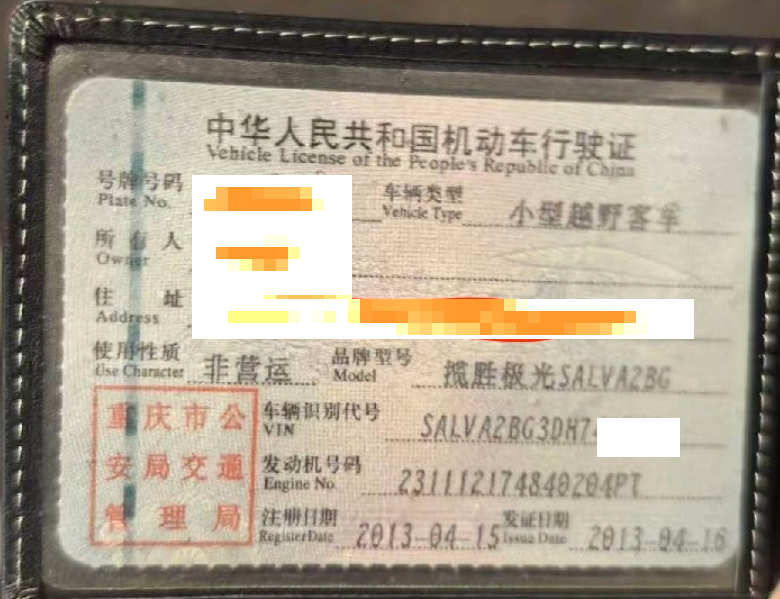 中华人民共和国机动车行驶证
Vehicle License of the People's Republic of China
号牌号码 车辆类型 小型越野客车
Plate No. Vehicle Type
所有人
Owner
住址
Address
使用性质 非营运 品牌型号 揽胜极光SALVA2BG
Use Character Model
重庆市公
安局交通
管理局
车辆识别代号 SALVA2BG3DH7
VIN
发动机号码 231112174840204PT
Engine No.
注册日期 2013-04-15 发证日期 2013-04-16
Register Date Issue Date